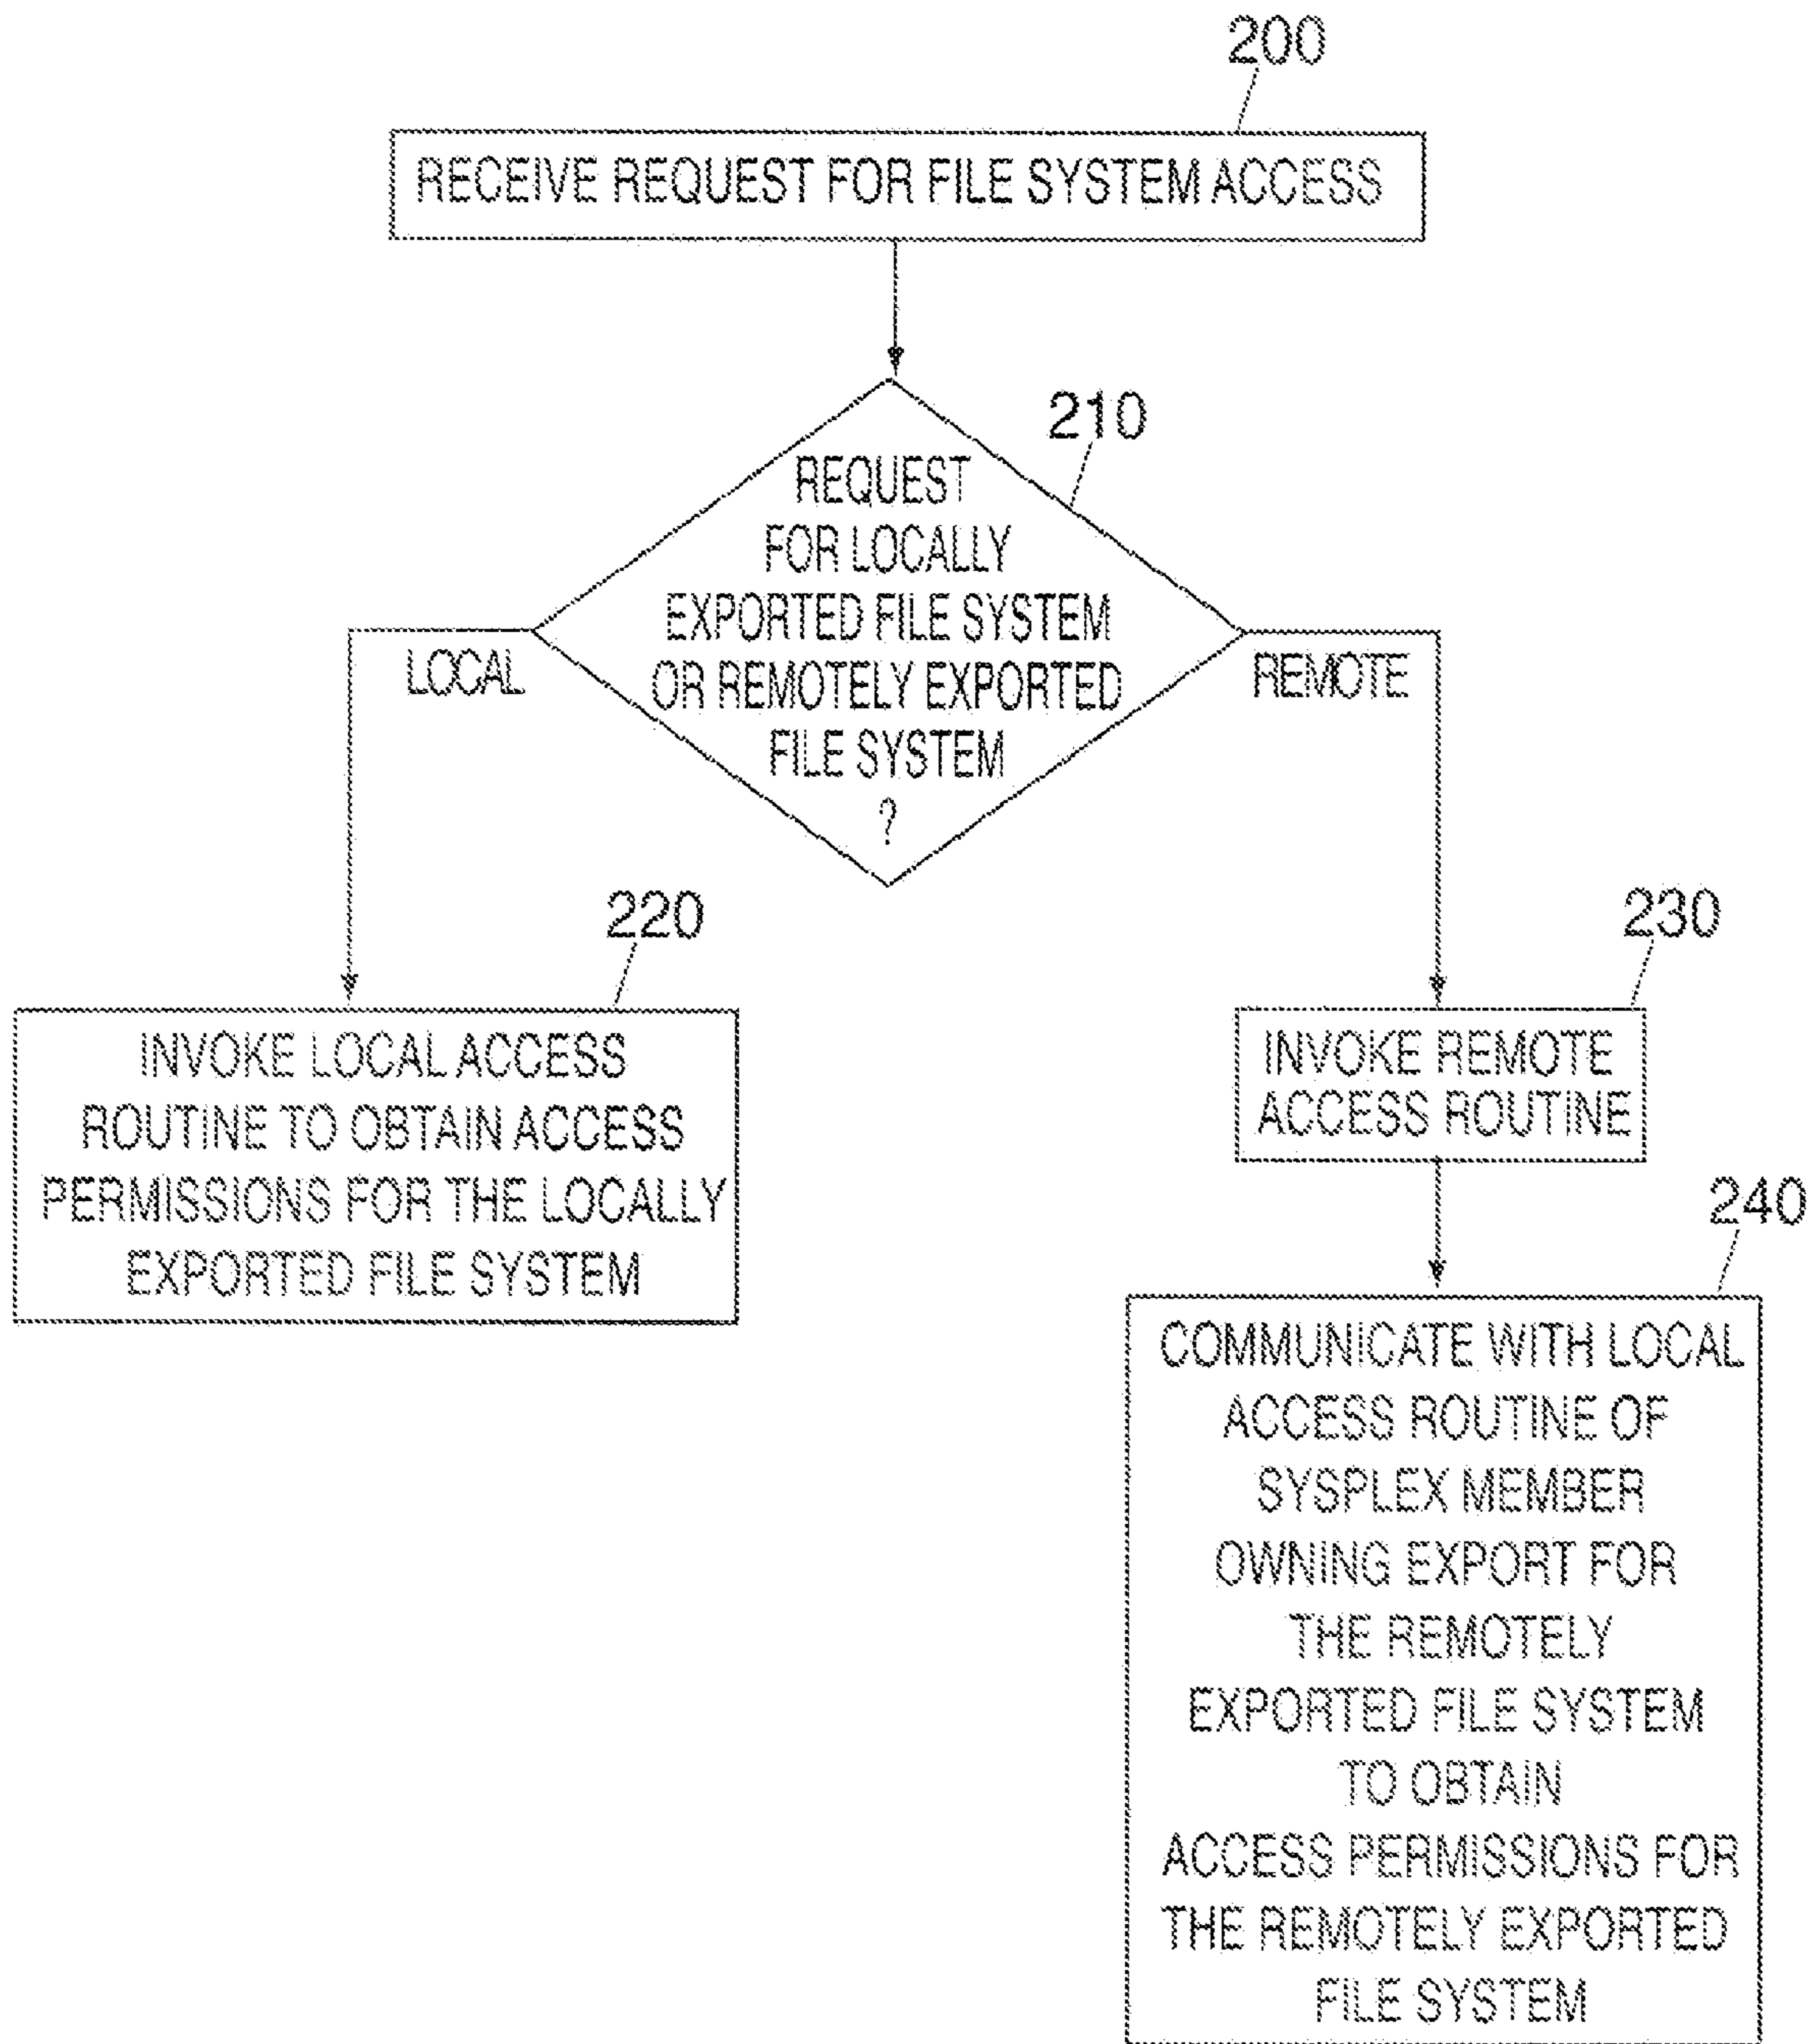 200
RECEIVE REQUEST FOR FILE SYSTEM ACCESS
210
REQUEST
FOR LOCALLY
EXPORTED FILE SYSTEM
OR REMOTELY EXPORTED
FILE SYSTEM
?
LOCAL
REMOTE
220
INVOKE LOCAL ACCESS
ROUTINE TO OBTAIN ACCESS
PERMISSIONS FOR THE LOCALLY
EXPORTED FILE SYSTEM
230
INVOKE REMOTE
ACCESS ROUTINE
240
COMMUNICATE WITH LOCAL
ACCESS ROUTINE OF
SYSPLEX MEMBER
OWNING EXPORT FOR
THE REMOTELY
EXPORTED FILE SYSTEM
TO OBTAIN
ACCESS PERMISSIONS FOR
THE REMOTELY EXPORTED
FILE SYSTEM